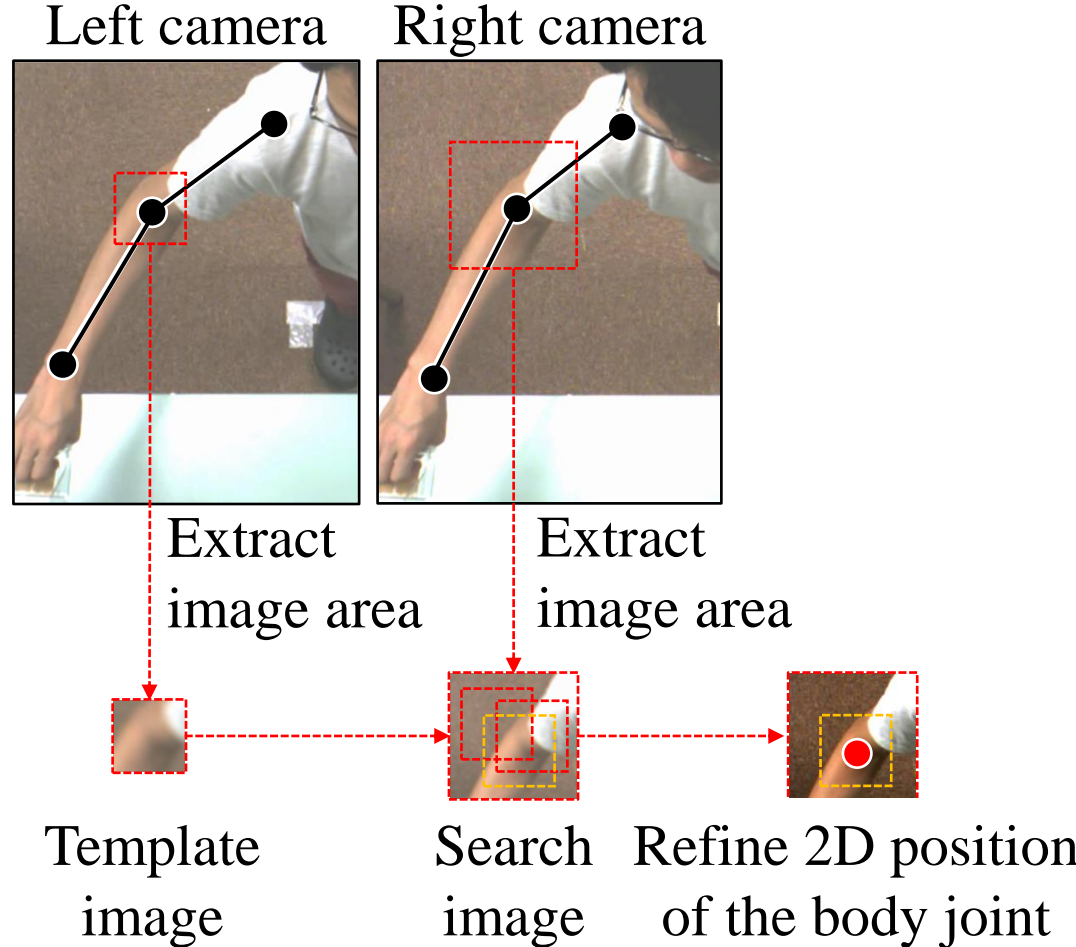 Left camera
Right camera
Extract
image area
Extract
image area
Template
image
Search
image
Refine 2D position
of the body joint